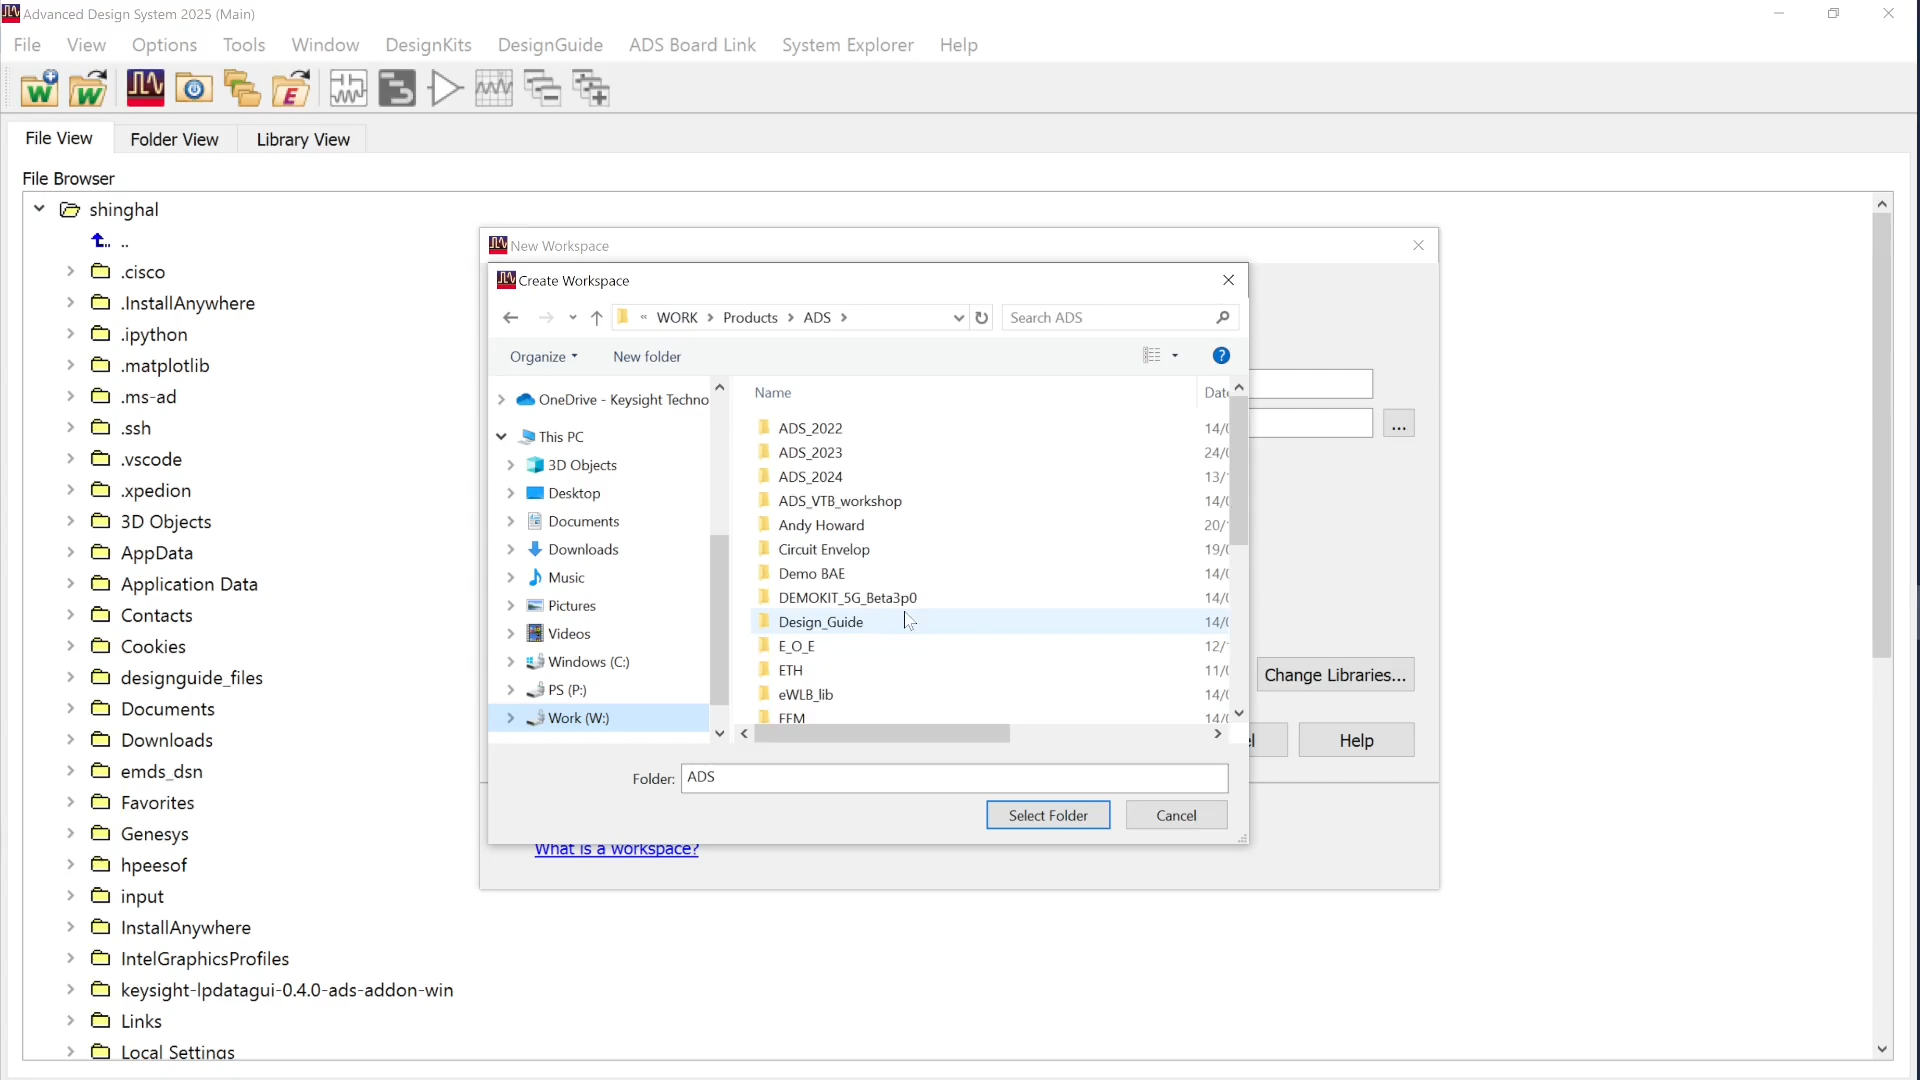 Advanced Design System 2025 (Main)
File View Options Tools Window DesignKits DesignGuide ADS Board Link System Explorer Help
File View Folder View Library View
File Browser
shinghal
..
.cisco
.InstallAnywhere
.ipython
.matplotlib
.ms-ad
.ssh
.vscode
.xpedion
3D Objects
AppData
Application Data
Contacts
Cookies
designguide_files
Documents
Downloads
emds_dsn
Favorites
Genesys
hpeesof
input
InstallAnywhere
IntelGraphicsProfiles
keysight-lpdatagui-0.4.0-ads-addon-win
Links
Local Settings
New Workspace
Create Workspace
« WORK > Products > ADS >
Search ADS
Organize
New folder
OneDrive - Keysight Techno
This PC
3D Objects
Desktop
Documents
Downloads
Music
Pictures
Videos
Windows (C:)
PS (P:)
Work (W:)
Name
ADS_2022
ADS_2023
ADS_2024
ADS_VTB_workshop
Andy Howard
Circuit Envelop
Demo BAE
DEMOKIT_5G_Beta3p0
Design_Guide
E_O_E
ETH
eWLB_lib
Folder: ADS
Select Folder Cancel
...
Change Libraries...
Help
What is a workspace?